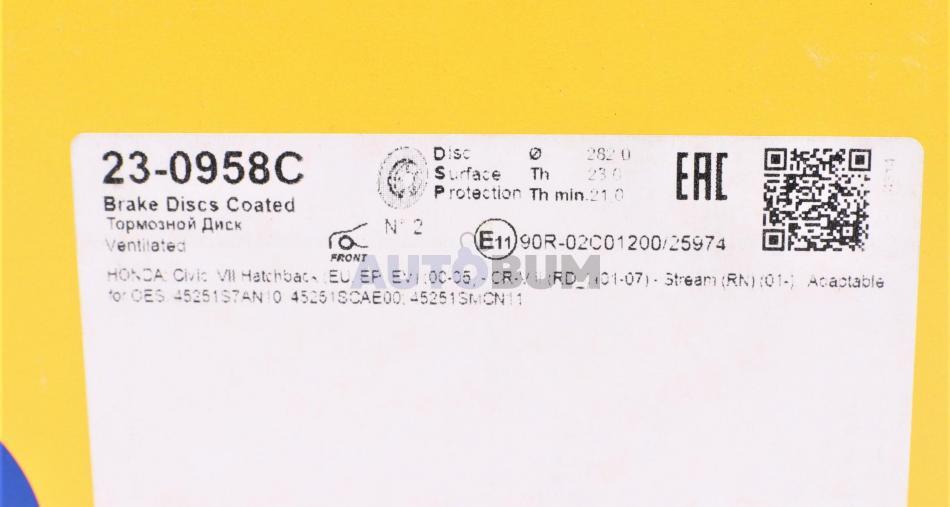 23-0958C
Brake Discs Coated
Тормозной Диск
Ventilated
Disc Ø 282.0
Surface Th 23.0
Protection Th min. 21.0
EAC
FRONT
N° 2
E11 90R-02C01200/25974
HONDA: Civic VII Hatchback (EU, EP, EV) (00-05) - CR-V II (RD_) (01-07) - Stream (RN) (01-) Adaptable
for OES: 45251S7AN10, 45251SCAE00, 45251SMCN11
AUTOBUM